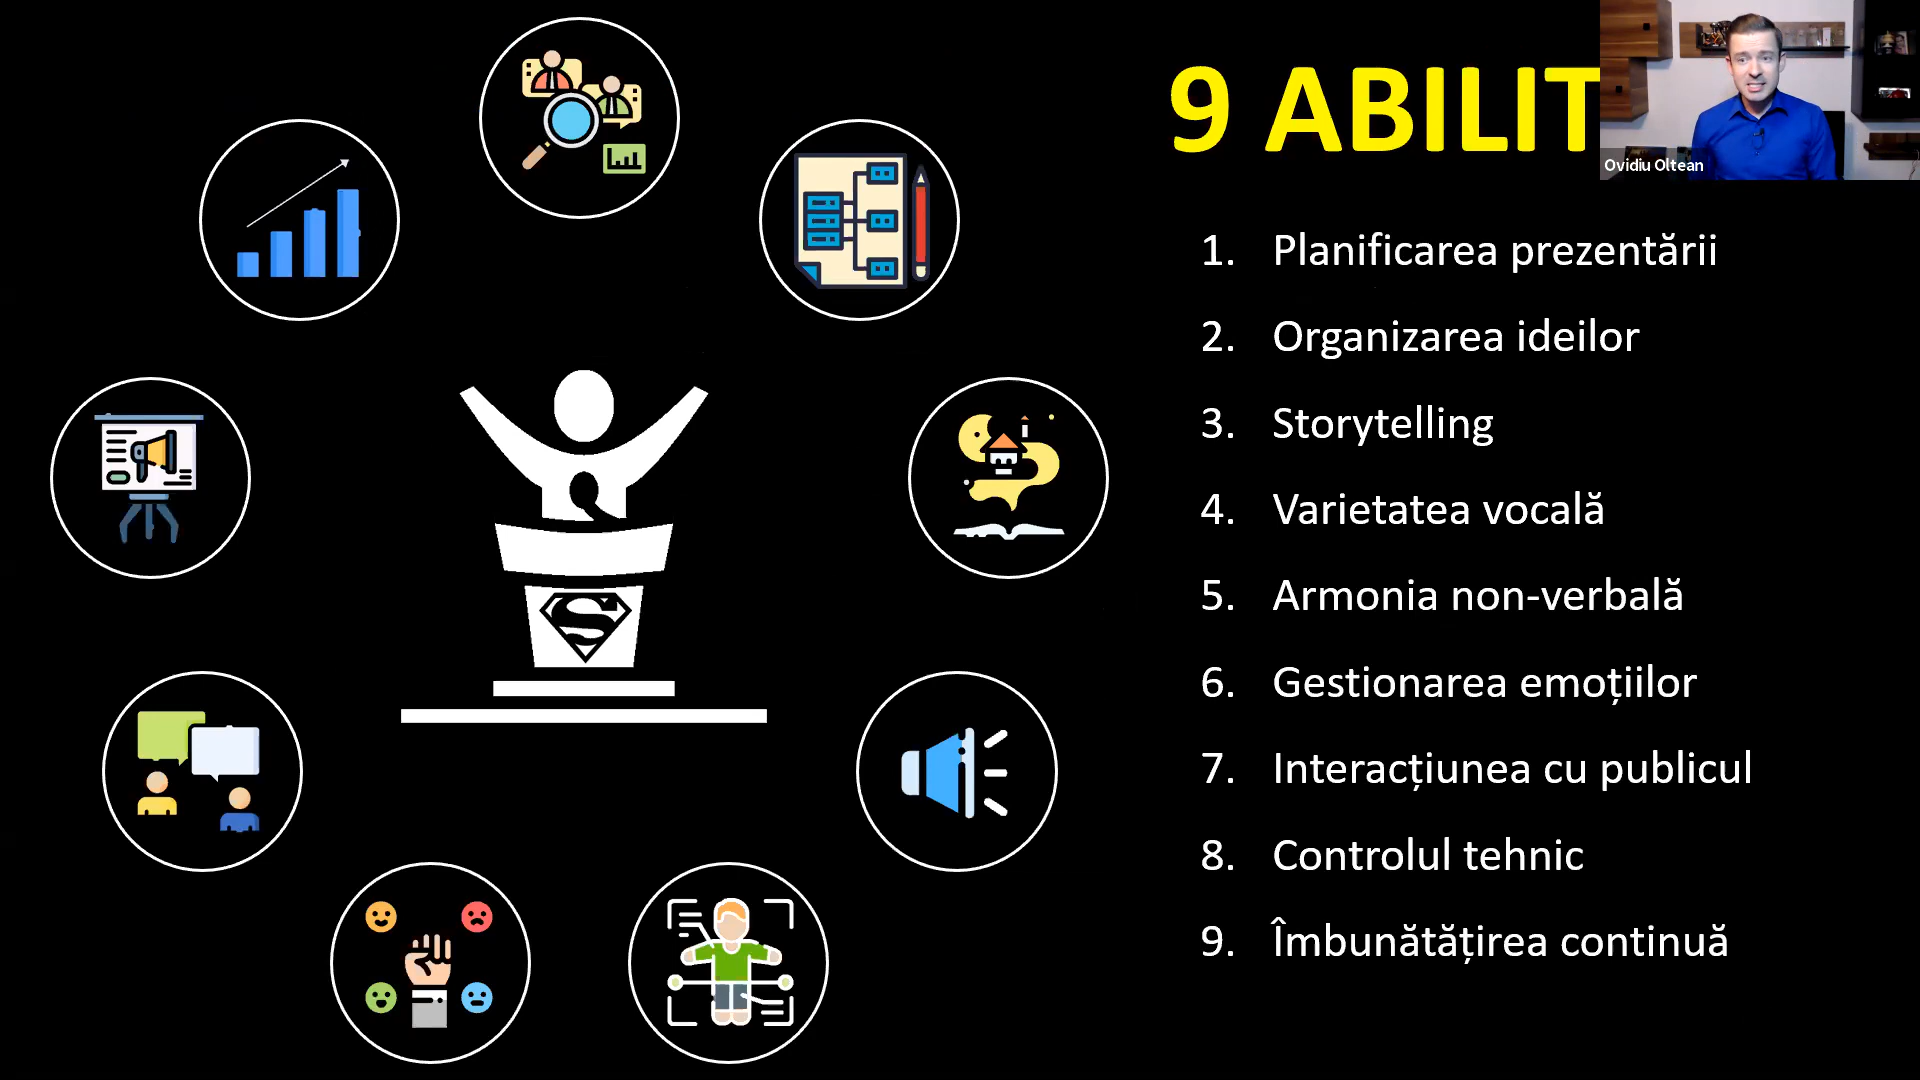 9 ABILIT
Ovidiu Oltean
1. Planificarea prezentării
2. Organizarea ideilor
3. Storytelling
4. Varietatea vocală
5. Armonia non-verbală
6. Gestionarea emoțiilor
7. Interacțiunea cu publicul
8. Controlul tehnic
9. Îmbunătățirea continuă